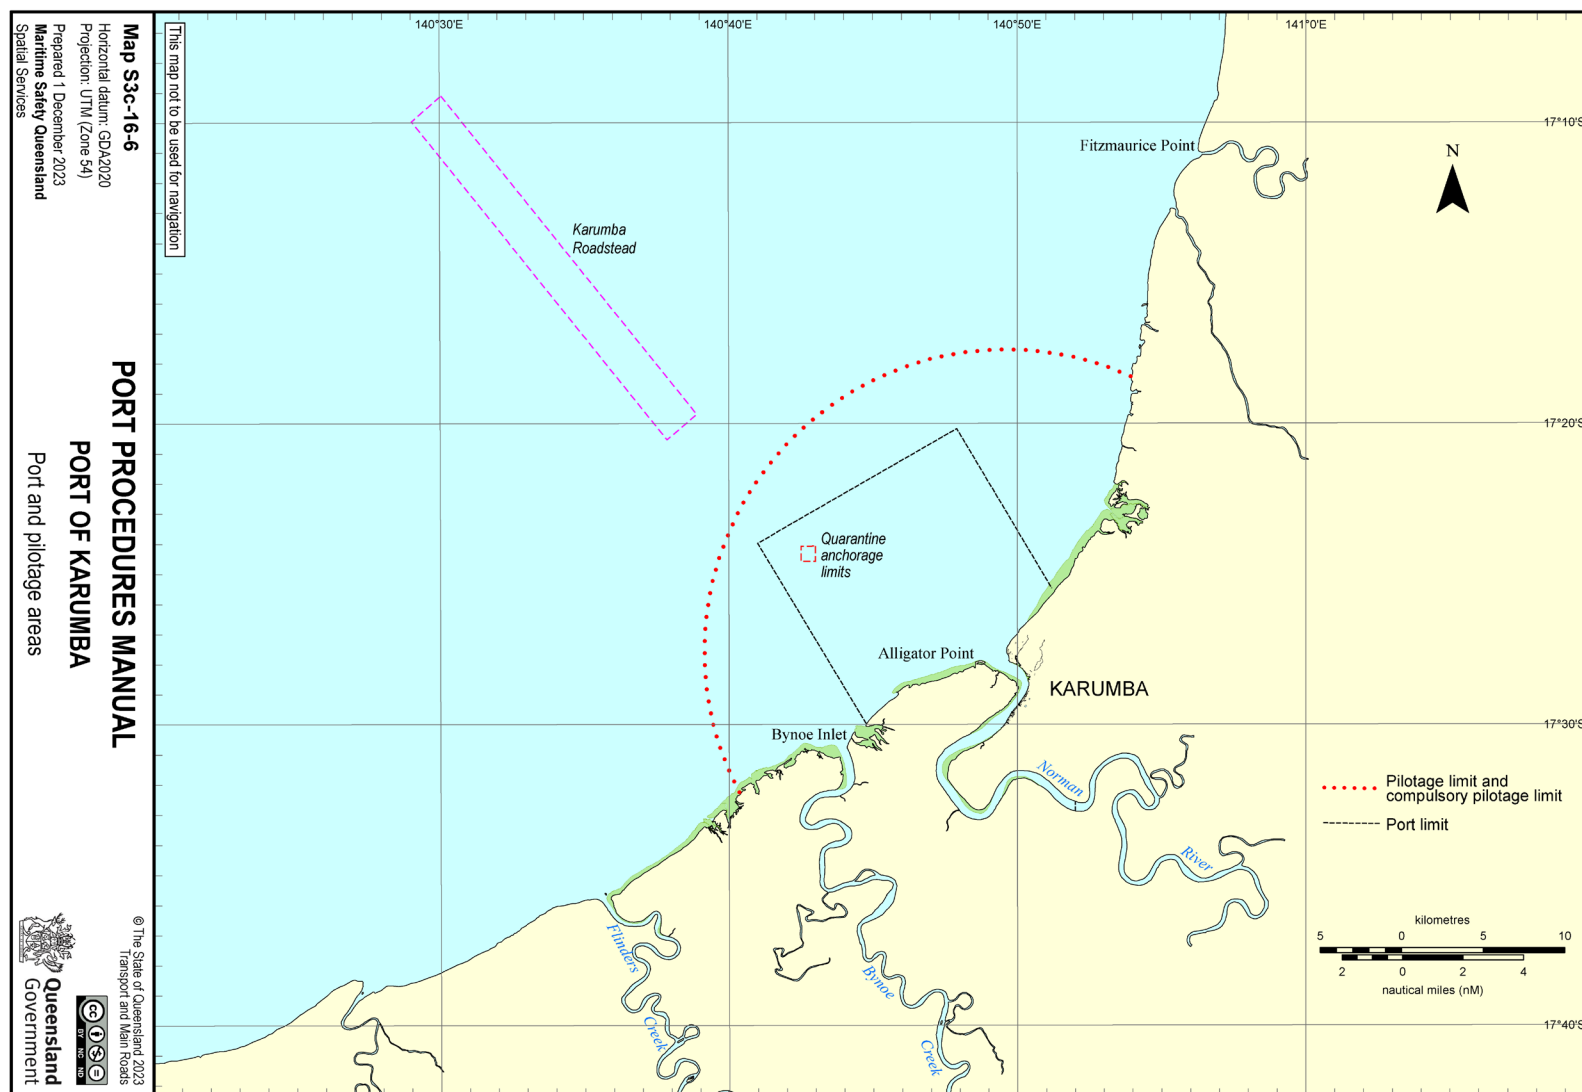 140°30'E
140°40'E
140°50'E
141°0'E
This map not to be used for navigation
Map S3c-16-6
Horizontal datum: GDA2020
Projection: UTM (Zone 54)
Prepared 1 December 2023
Maritime Safety Queensland
Spatial Services
PORT PROCEDURES MANUAL
PORT OF KARUMBA
Port and pilotage areas
© The State of Queensland 2023
Transport and Main Roads
Queensland
Government
cc
BY NC ND
17°10'S
Fitzmaurice Point
N
Karumba
Roadstead
17°20'S
Quarantine
anchorage
limits
Alligator Point
KARUMBA
17°30'S
Bynoe Inlet
Norman
River
Flinders
Creek
Bynoe
Creek
Pilotage limit and
compulsory pilotage limit
Port limit
kilometres
5 0 5 10
2 0 2 4
nautical miles (nM)
17°40'S